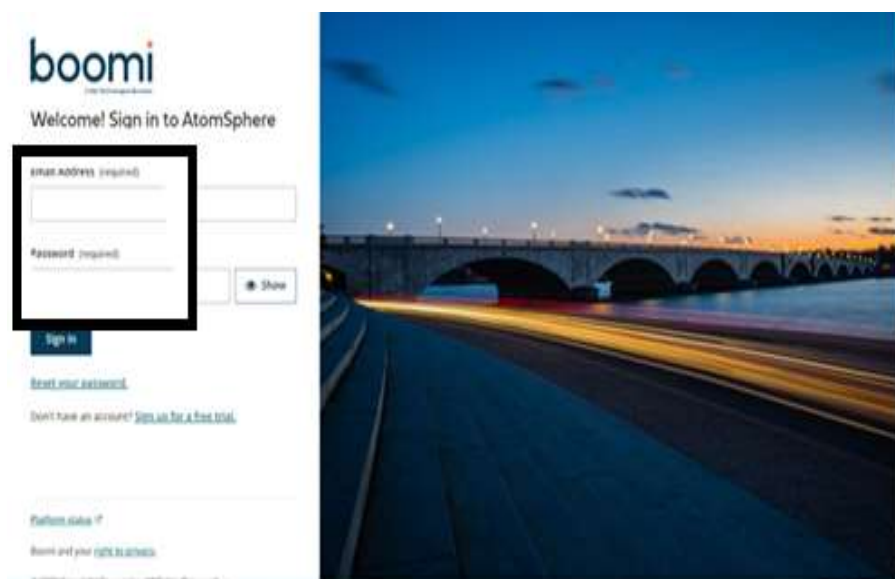 boomi
Welcome! Sign in to AtomSphere
Email Address (required)
Password (required)
Show
Sign in
Reset your password.
Don't have an account? Sign us for a free trial.
Platform status
Boomi and your right to privacy.